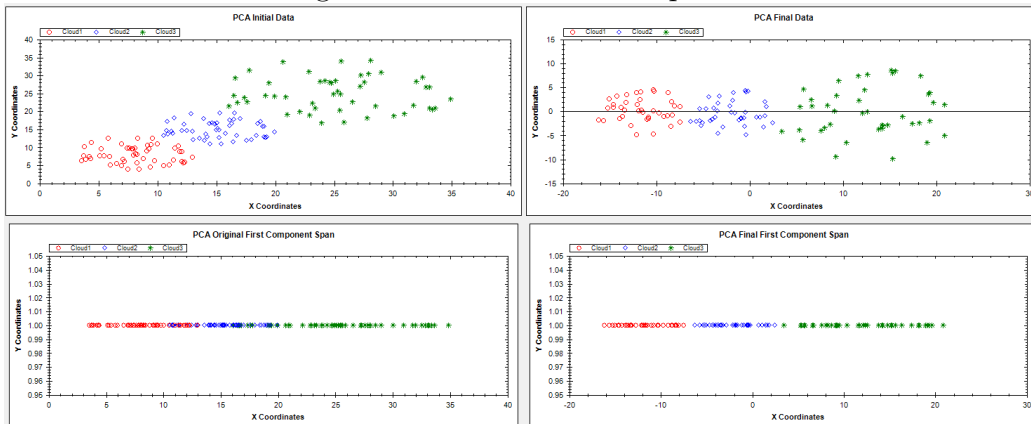 PCA Initial Data
Cloud1 Cloud2 Cloud3
40
35
30
25
20
15
10
5
0
Y Coordinates
0 5 10 15 20 25 30 35 40
X Coordinates
PCA Final Data
Cloud1 Cloud2 Cloud3
15
10
5
0
-5
-10
-15
Y Coordinates
-20 -10 0 10 20 30
X Coordinates
PCA Original First Component Span
Cloud1 Cloud2 Cloud3
1.05
1.04
1.03
1.02
1.01
1.00
0.99
0.98
0.97
0.96
0.95
Y Coordinates
0 5 10 15 20 25 30 35 40
X Coordinates
PCA Final First Component Span
Cloud1 Cloud2 Cloud3
1.05
1.04
1.03
1.02
1.01
1.00
0.99
0.98
0.97
0.96
0.95
Y Coordinates
-20 -10 0 10 20 30
X Coordinates